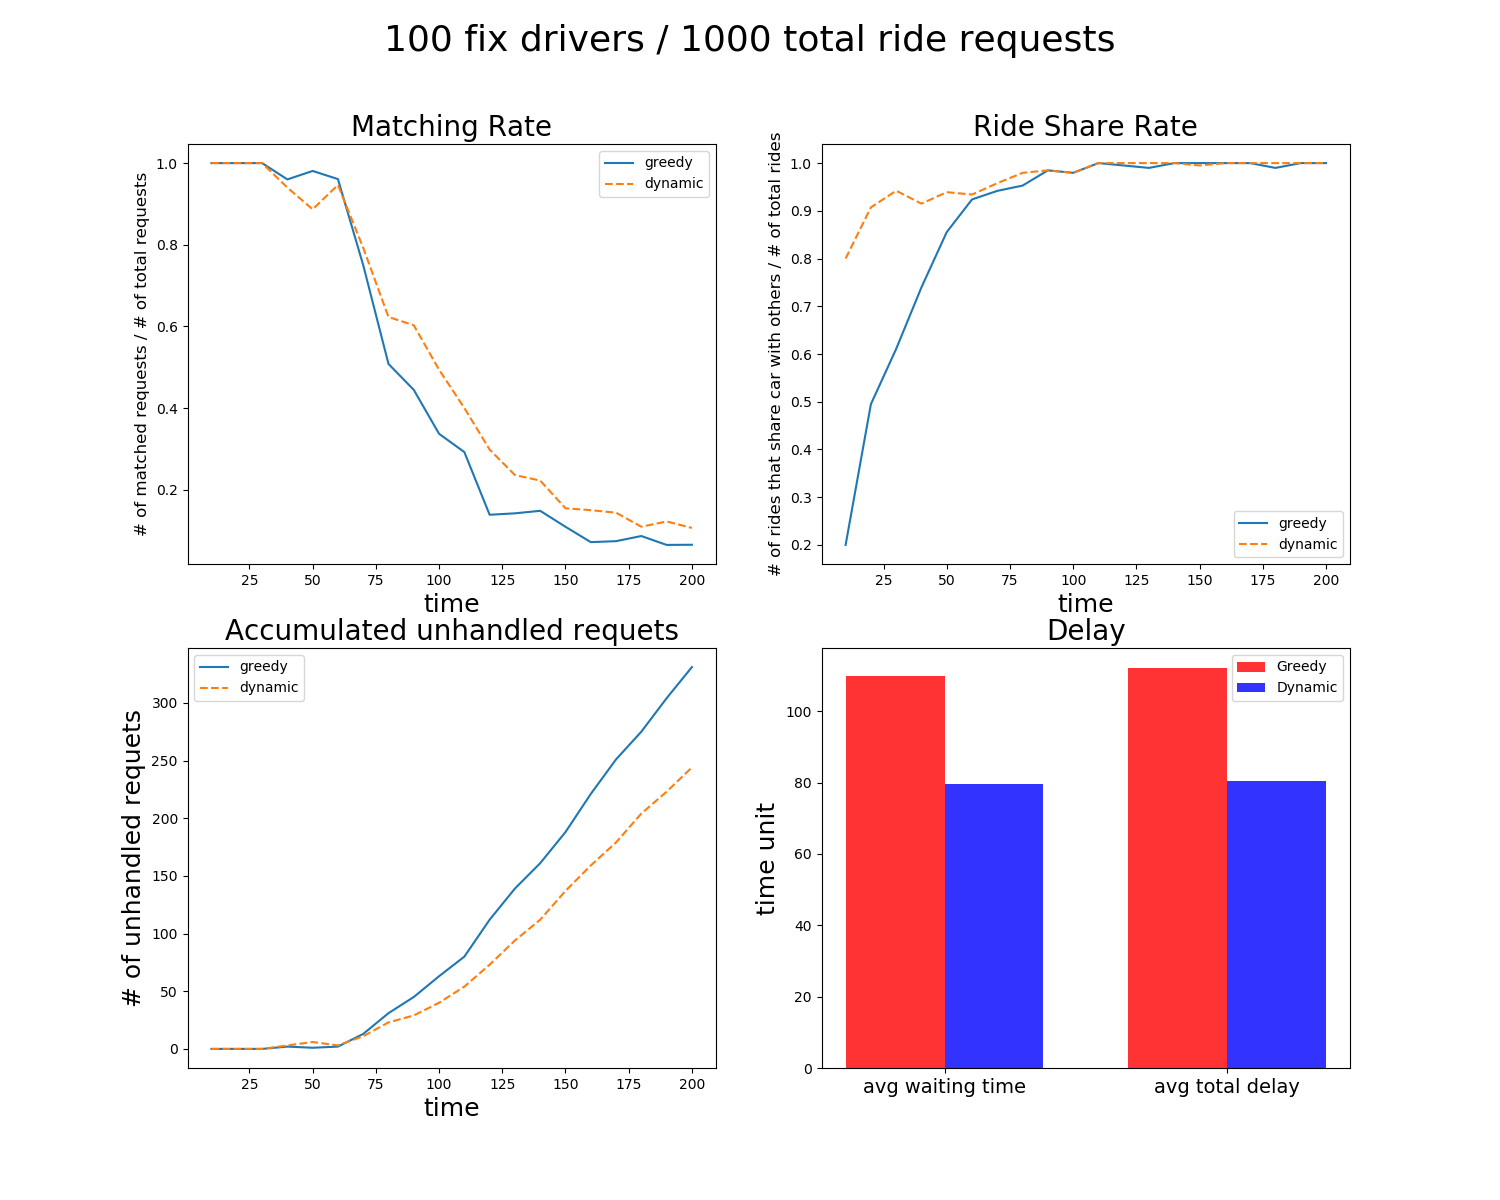 100 fix drivers / 1000 total ride requests
Matching Rate
# of matched requests / # of total requests
1.0
0.8
0.6
0.4
0.2
greedy
dynamic
25 50 75 100 125 150 175 200
time
Ride Share Rate
# of rides that share car with others / # of total rides
1.0
0.9
0.8
0.7
0.6
0.5
0.4
0.3
0.2
greedy
dynamic
25 50 75 100 125 150 175 200
time
Accumulated unhandled requets
# of unhandled requets
300
250
200
150
100
50
0
greedy
dynamic
25 50 75 100 125 150 175 200
time
Delay
time unit
100
80
60
40
20
0
Greedy
Dynamic
avg waiting time avg total delay